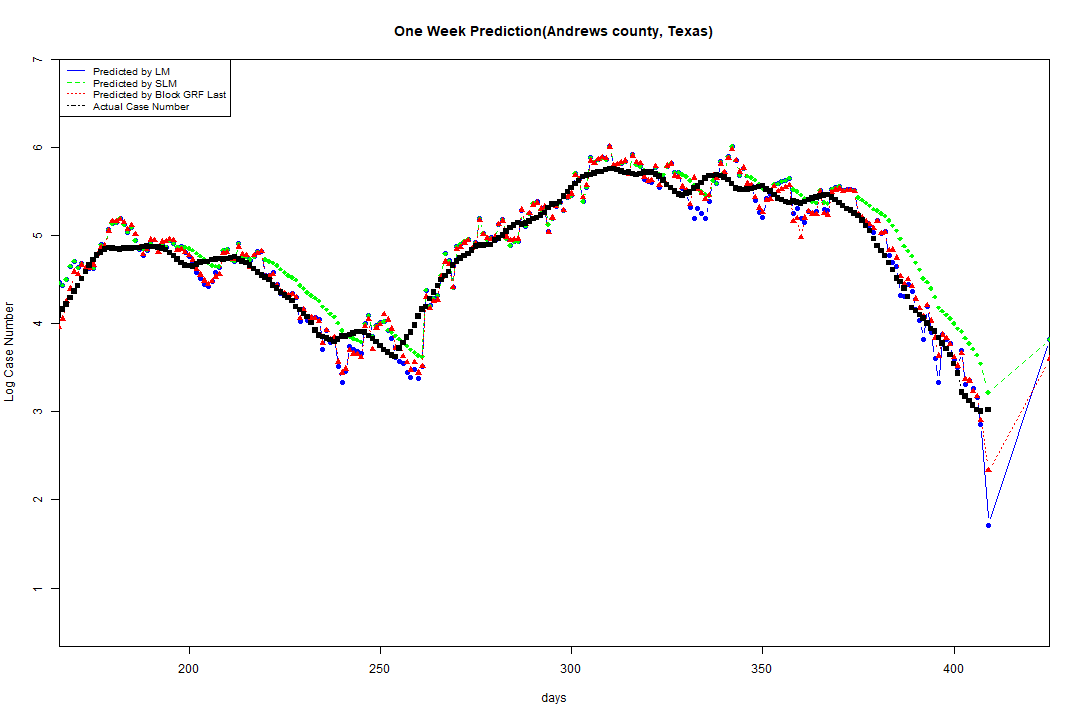 One Week Prediction(Andrews county, Texas)
Predicted by LM
Predicted by SLM
Predicted by Block GRF Last
Actual Case Number
7
6
5
4
3
2
1
Log Case Number
200 250 300 350 400
days